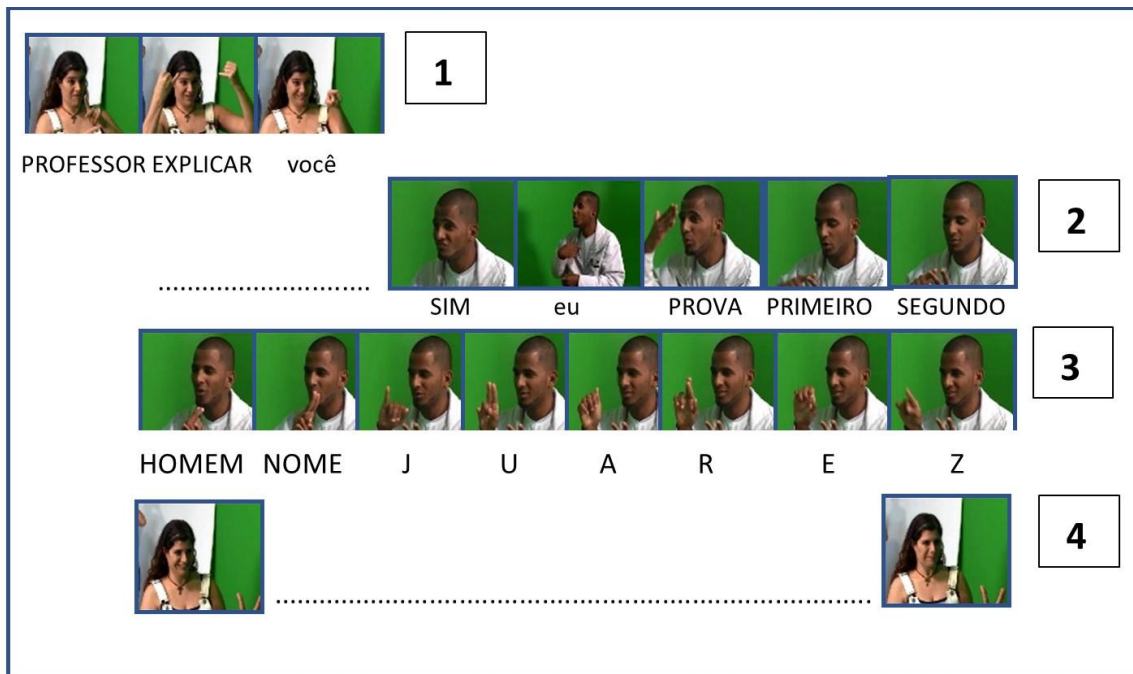 1
PROFESSOR EXPLICAR você
2
..............................
SIM eu PROVA PRIMEIRO SEGUNDO
3
HOMEM NOME J U A R E Z
4
....................................................................................